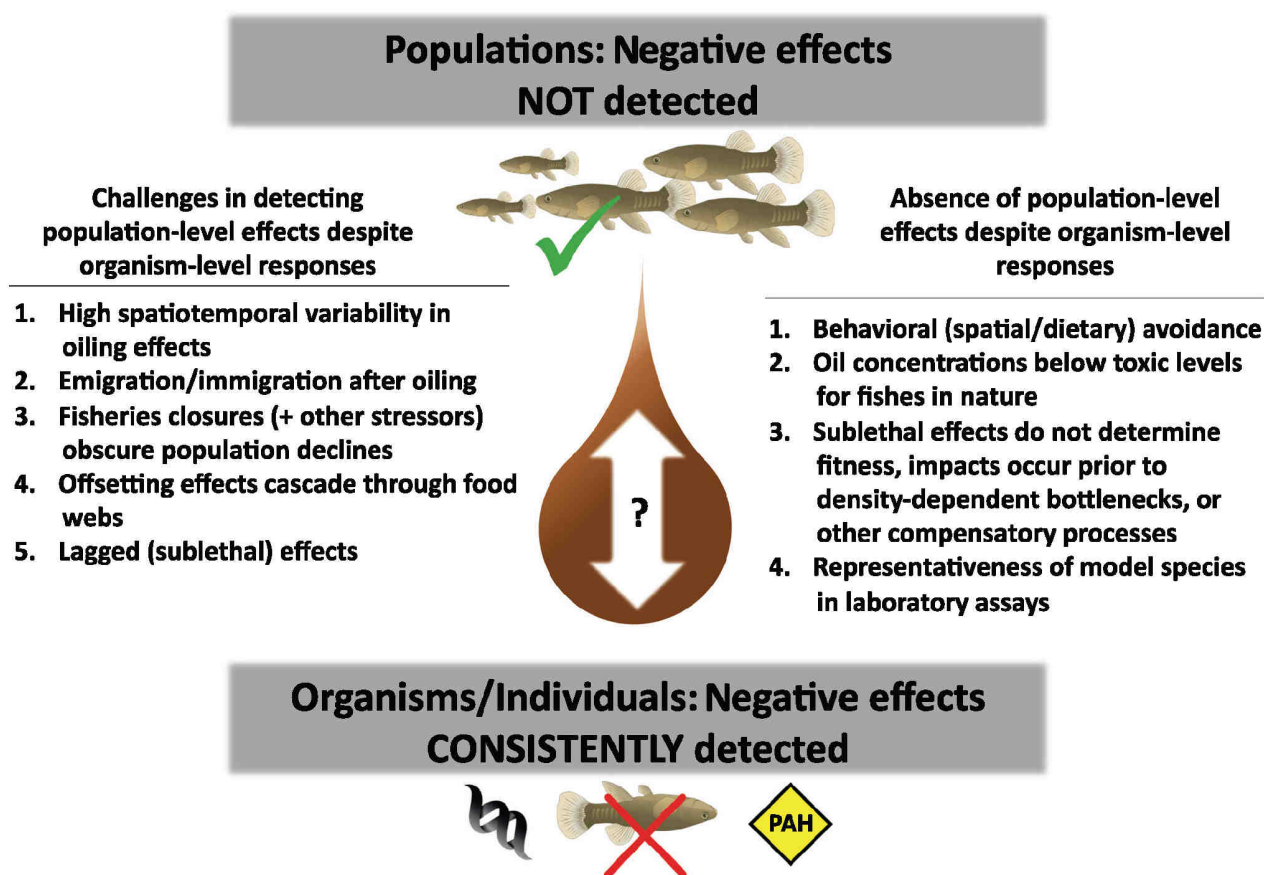 Populations: Negative effects
NOT detected
Challenges in detecting
population-level effects despite
organism-level responses
1. High spatiotemporal variability in
oiling effects
2. Emigration/immigration after oiling
3. Fisheries closures (+ other stressors)
obscure population declines
4. Offsetting effects cascade through food
webs
5. Lagged (sublethal) effects
Absence of population-level
effects despite organism-level
responses
1. Behavioral (spatial/dietary) avoidance
2. Oil concentrations below toxic levels
for fishes in nature
3. Sublethal effects do not determine
fitness, impacts occur prior to
density-dependent bottlenecks, or
other compensatory processes
4. Representativeness of model species
in laboratory assays
?
Organisms/Individuals: Negative effects
CONSISTENTLY detected
PAH